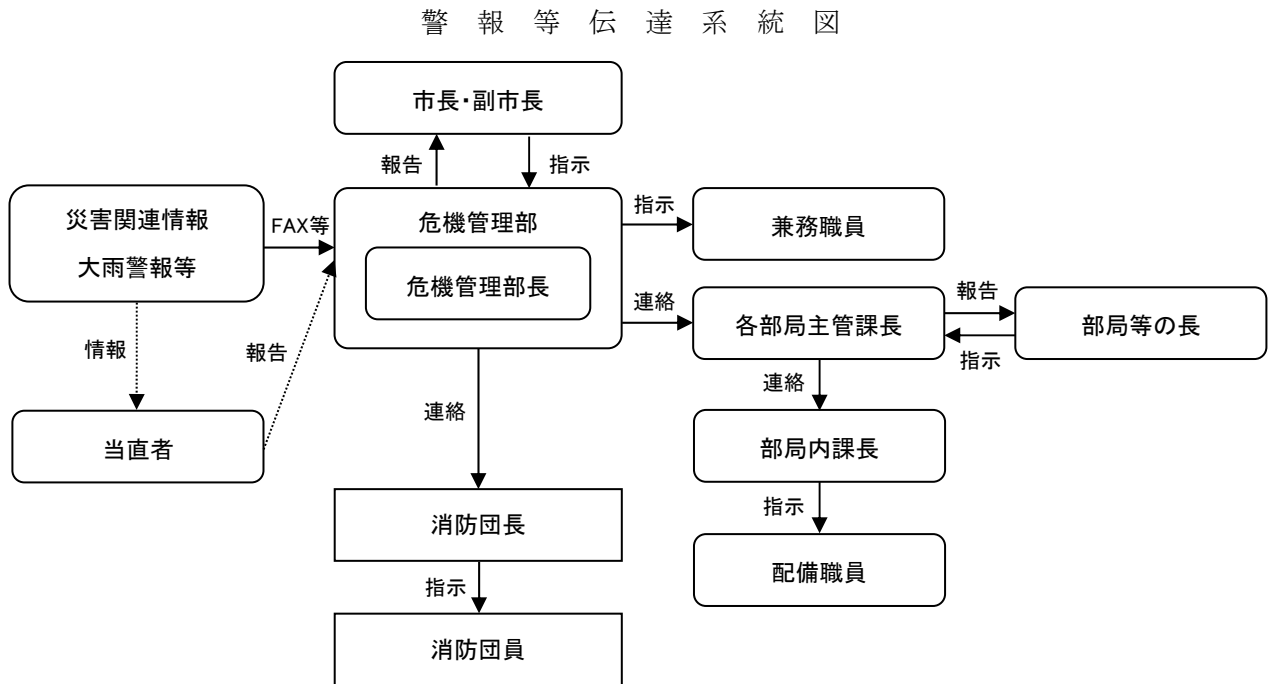 警報等伝達系統図
市長・副市長
報告
指示
災害関連情報
大雨警報等
FAX等
危機管理部
危機管理部長
指示
兼務職員
連絡
各部局主管課長
報告
部局等の長
指示
情報
報告
当直者
連絡
連絡
部局内課長
消防団長
指示
配備職員
指示
消防団員